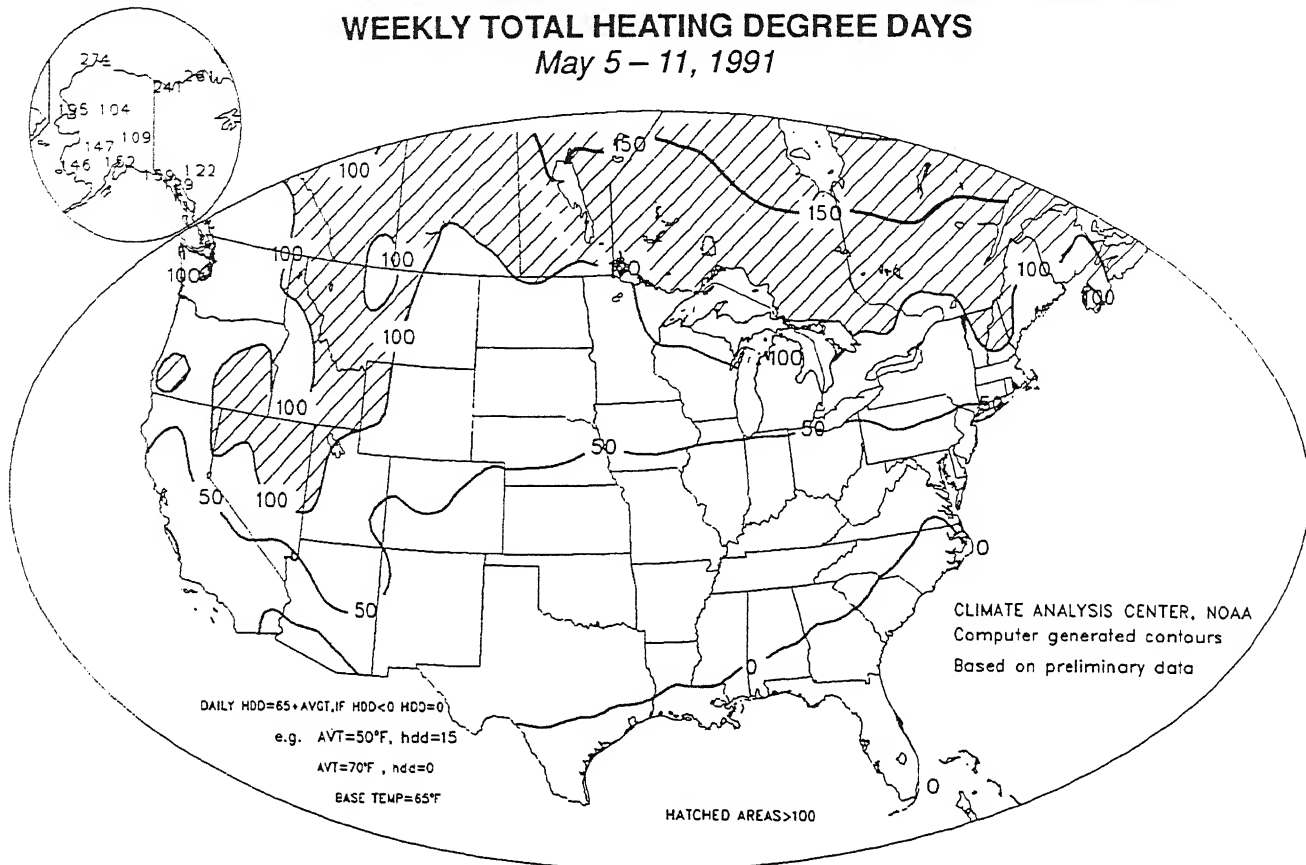 WEEKLY TOTAL HEATING DEGREE DAYS
May 5 – 11, 1991
274
241
195 104
109
147
146 152
159
122
150
100
150
100
100
100
100
100
100
100
100
100
50
50
50
100
50
0
50
CLIMATE ANALYSIS CENTER, NOAA
Computer generated contours
Based on preliminary data
0
DAILY HDD=65+AVGT,IF HDD<0 HDD=0
e.g. AVT=50°F, hdd=15
AVT=70°F , hdd=0
BASE TEMP=65°F
0
HATCHED AREAS>100